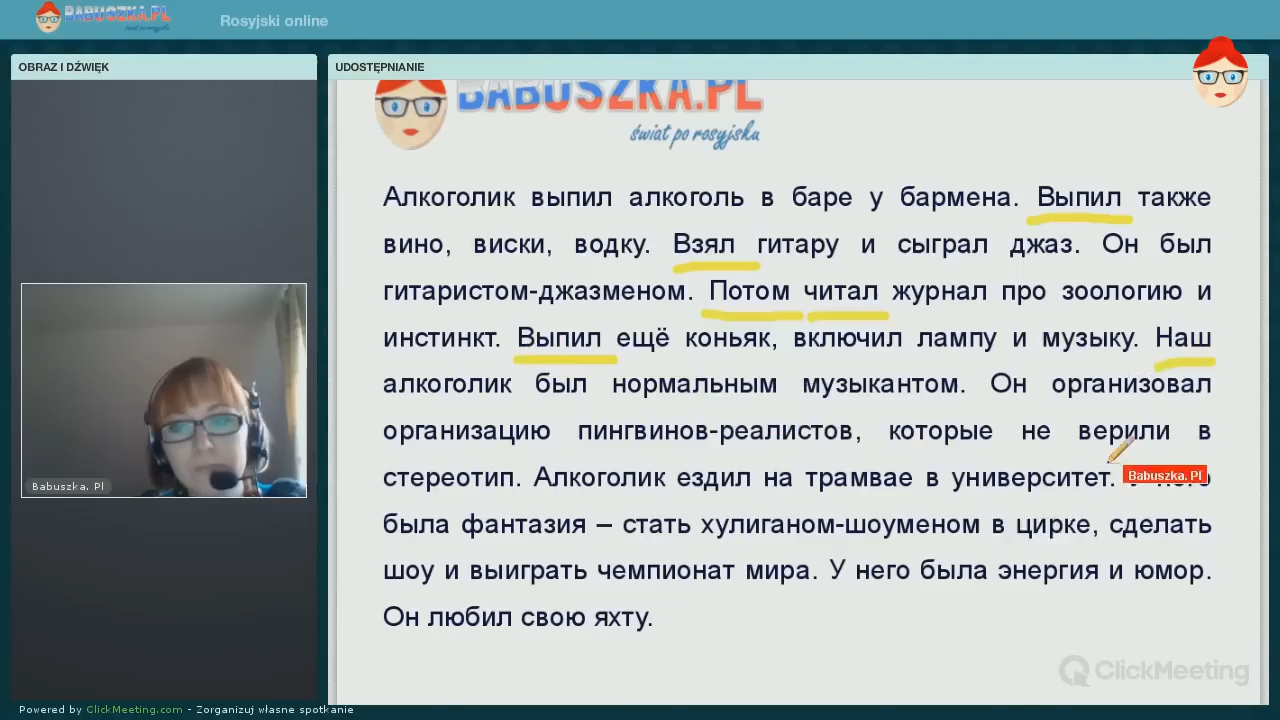 BABUSZKA.PL
świat po rosyjsku
Rosyjski online
OBRAZ I DŹWIĘK
UDOSTĘPNIANIE
BABUSZKA.PL
świat po rosyjsku
Алкоголик выпил алкоголь в баре у бармена. Выпил также
вино, виски, водку. Взял гитару и сыграл джаз. Он был
гитаристом-джазменом. Потом читал журнал про зоологию и
инстинкт. Выпил ещё коньяк, включил лампу и музыку. Наш
алкоголик был нормальным музыкантом. Он организовал
организацию пингвинов-реалистов, которые не верили в
стереотип. Алкоголик ездил на трамвае в университет.
Babuszka. Pl
была фантазия – стать хулиганом-шоуменом в цирке, сделать
шоу и выиграть чемпионат мира. У него была энергия и юмор.
Он любил свою яхту.
Babuszka. Pl
ClickMeeting
Powered by ClickMeeting.com - Zorganizuj własne spotkanie